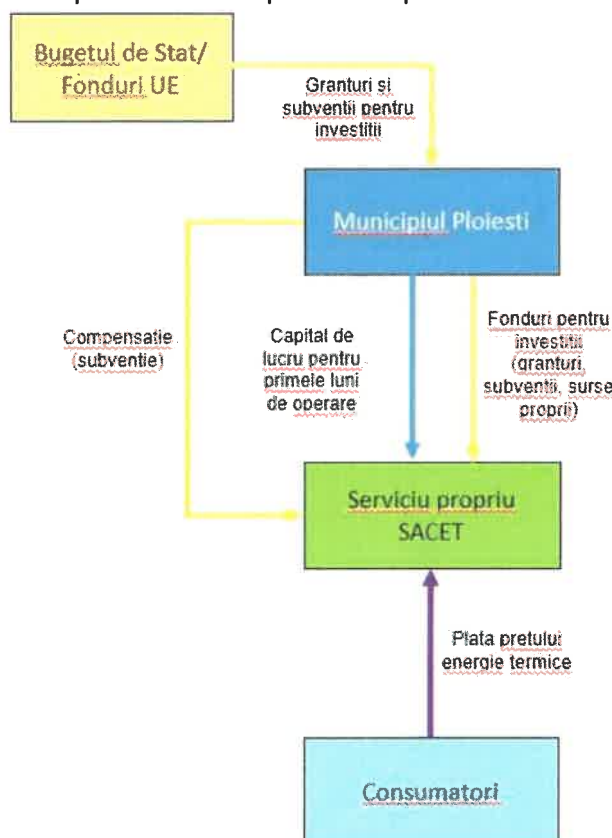 Bugetul de Stat/
Fonduri UE
Granturi si
subventii pentru
investitii
Municipiul Ploiesti
Compensatie
(subventie)
Capital de
lucru pentru
primele luni
de operare
Fonduri pentru
investitii
(granturi,
subventii, surse
proprii)
Serviciu propriu
SACET
Plata pretului
energie termice
Consumatori